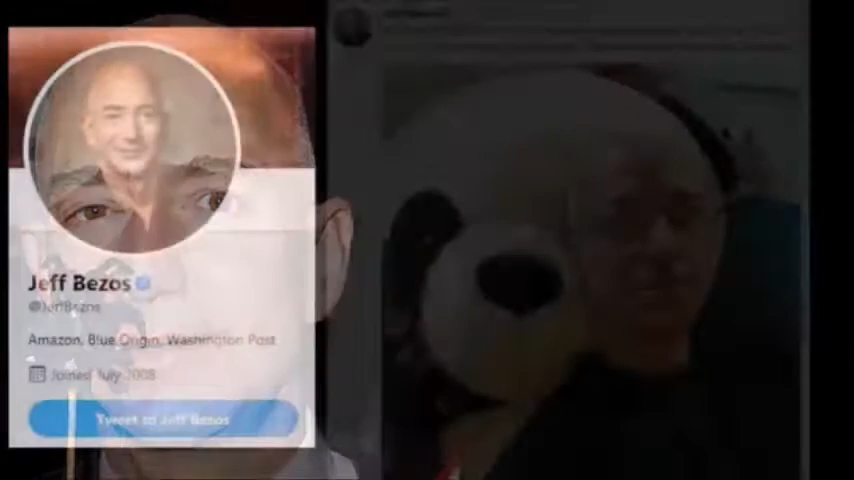 Jeff Bezos
@JeffBezos
Amazon, Blue Origin, Washington Post
Joined July 2008
Tweet to Jeff Bezos